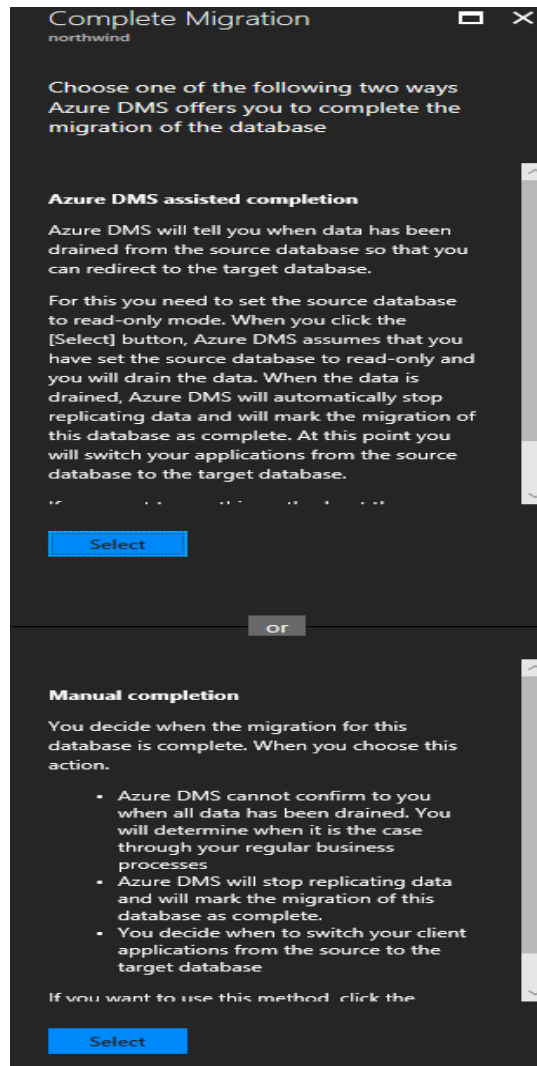 Complete Migration
northwind
Choose one of the following two ways
Azure DMS offers you to complete the
migration of the database
Azure DMS assisted completion
Azure DMS will tell you when data has been
drained from the source database so that you
can redirect to the target database.
For this you need to set the source database
to read-only mode. When you click the
[Select] button, Azure DMS assumes that you
have set the source database to read-only and
you will drain the data. When the data is
drained, Azure DMS will automatically stop
replicating data and will mark the migration of
this database as complete. At this point you
will switch your applications from the source
database to the target database.
Select
or
Manual completion
You decide when the migration for this
database is complete. When you choose this
action.
• Azure DMS cannot confirm to you
when all data has been drained. You
will determine when it is the case
through your regular business
processes
• Azure DMS will stop replicating data
and will mark the migration of this
database as complete.
• You decide when to switch your client
applications from the source to the
target database
If you want to use this method, click the
Select